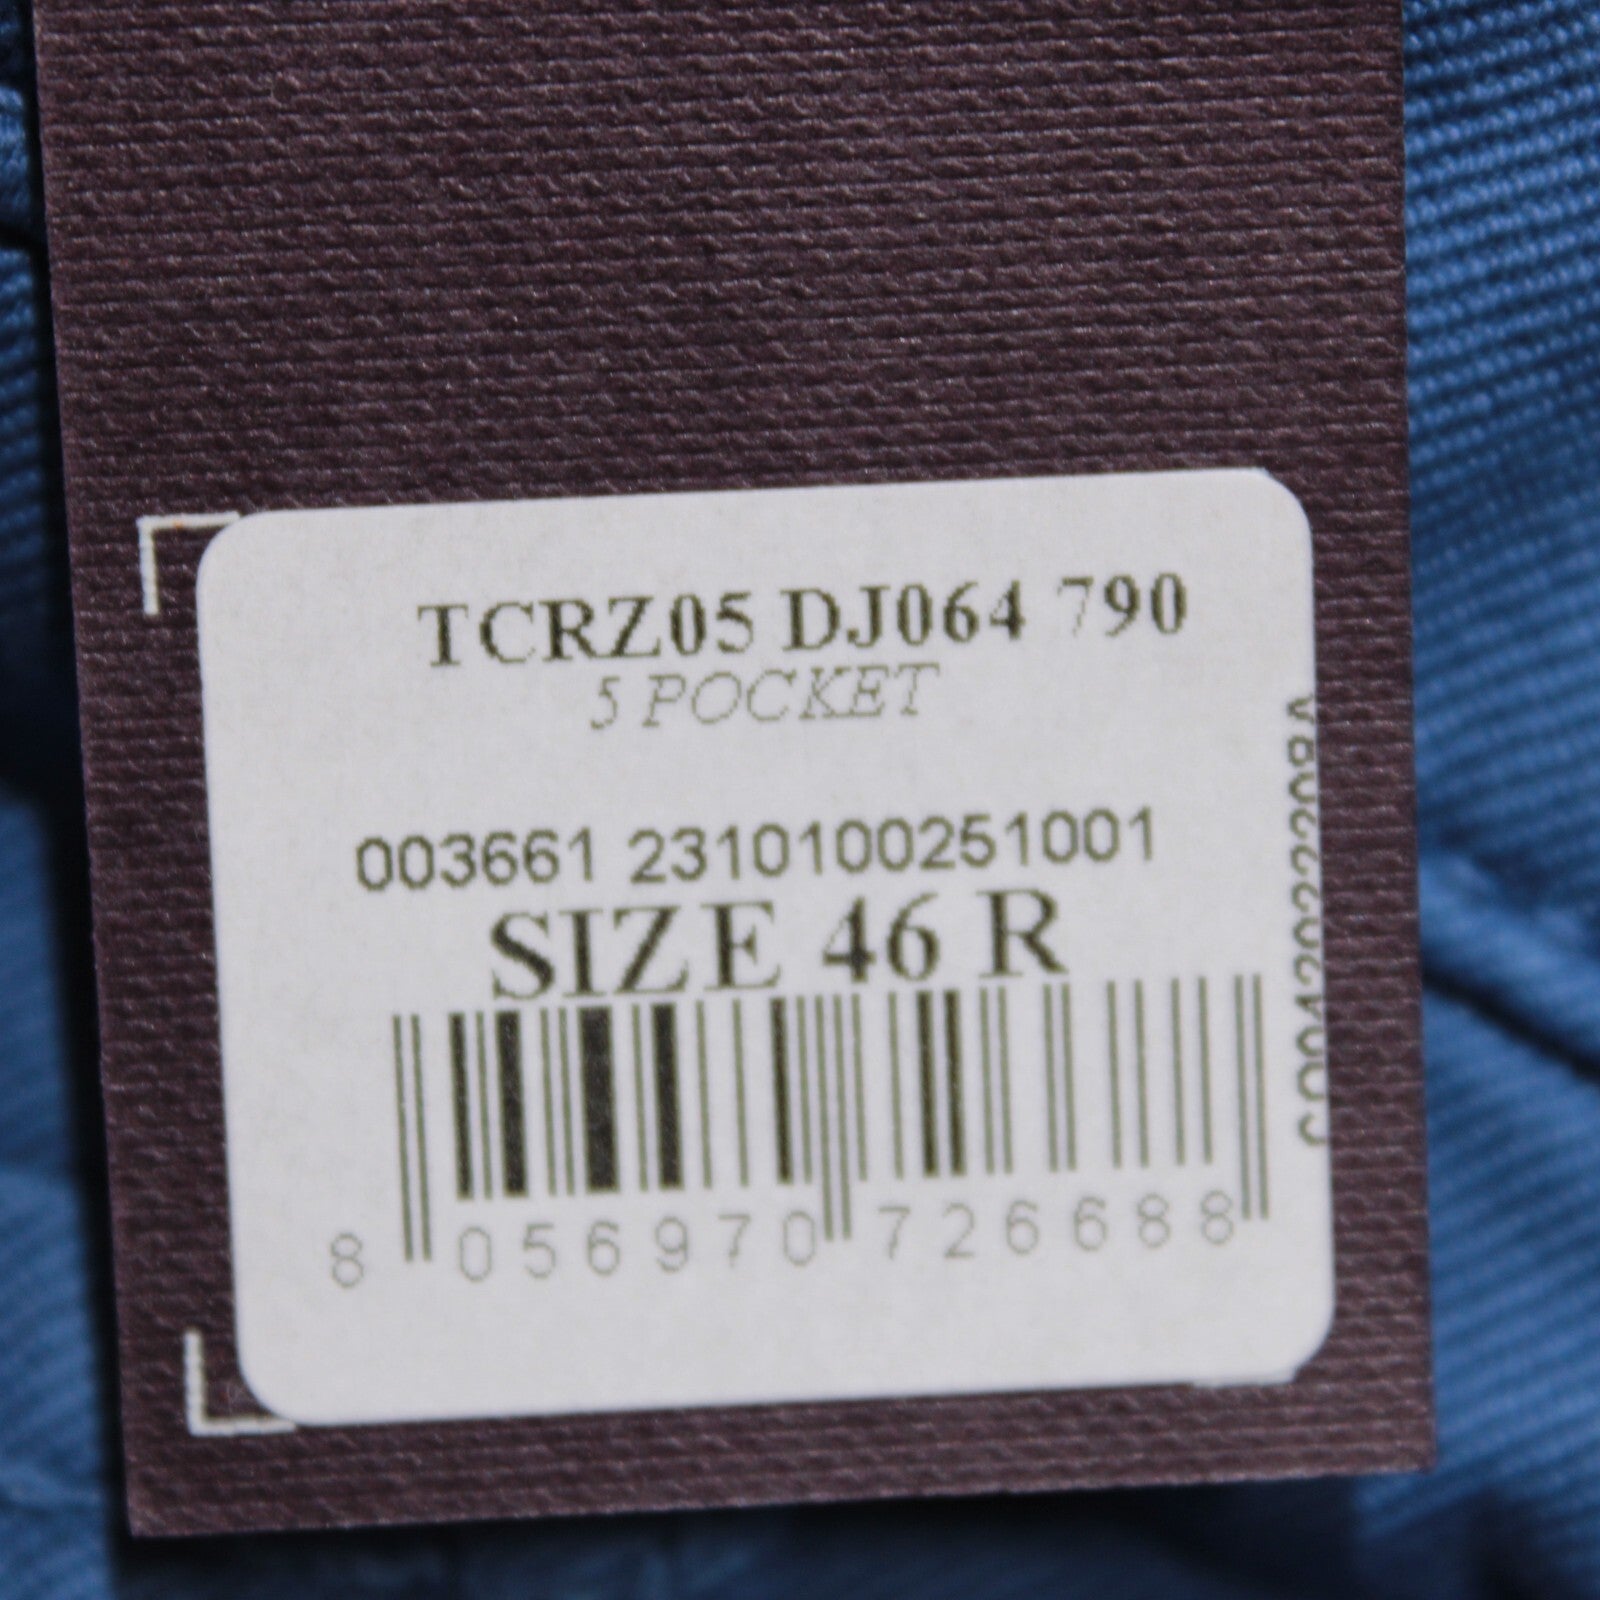 TCRZ05 DJ064 790
5 POCKET
003661 2310100251001
SIZE 46 R
8 056970 726688